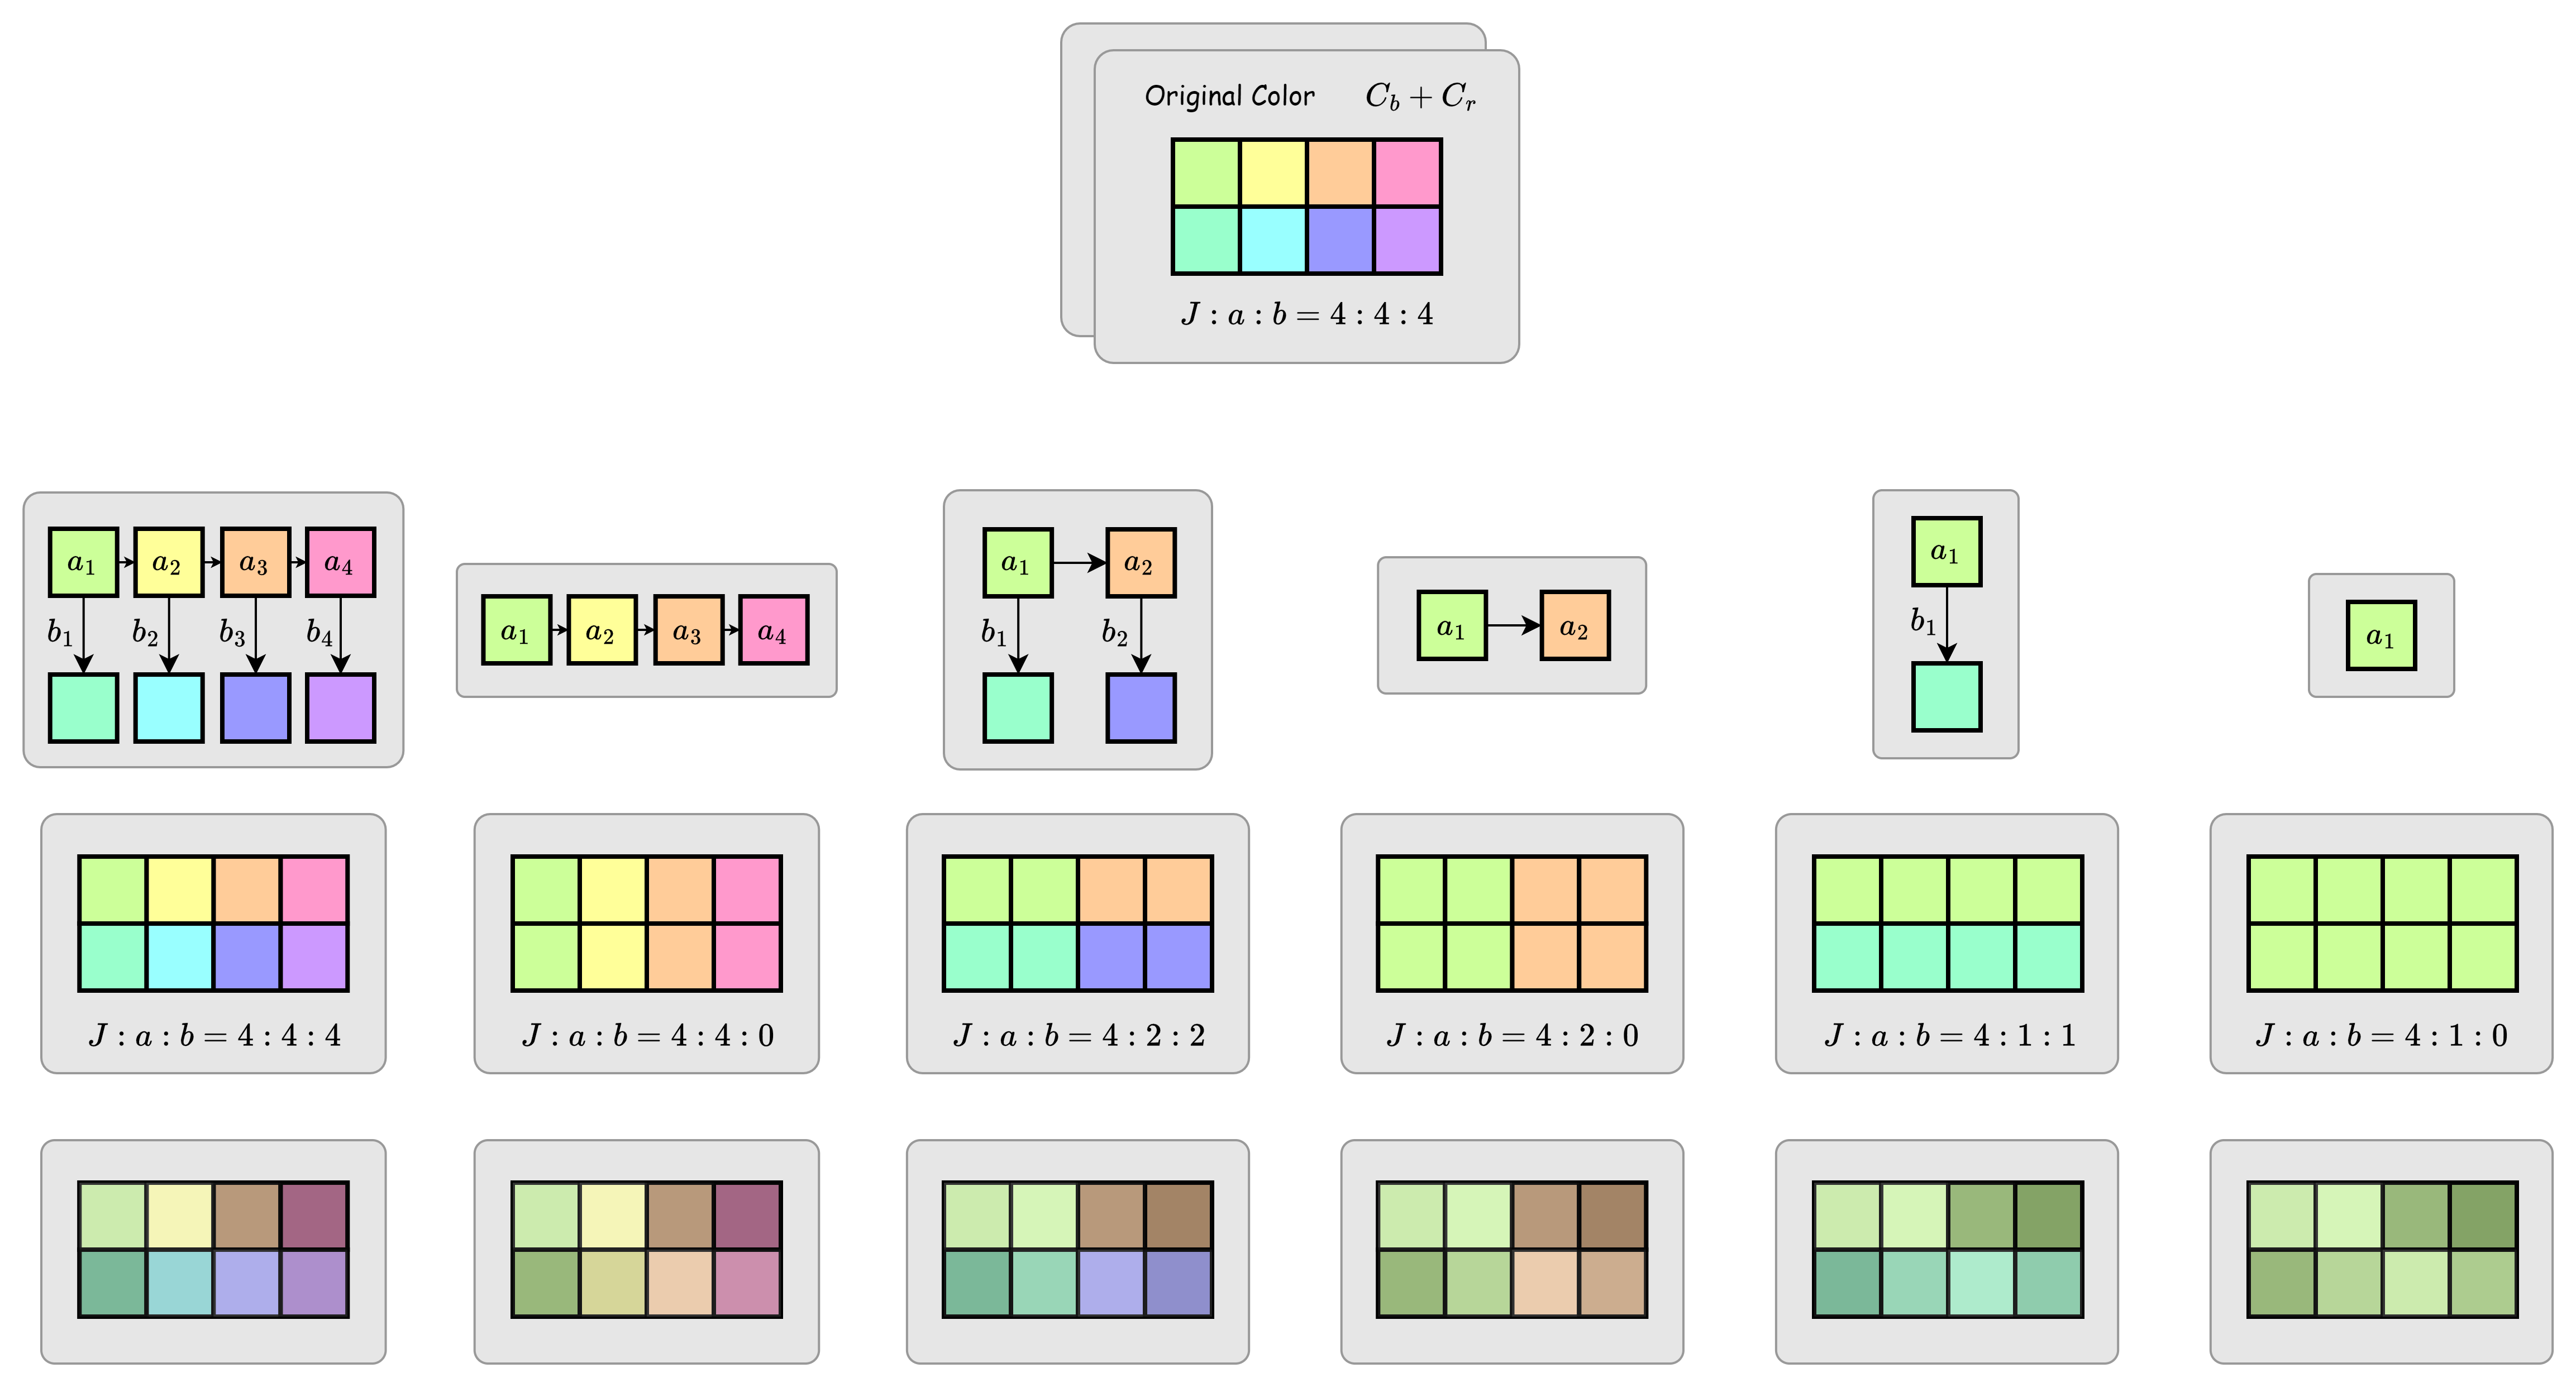 Original Color C_b + C_r
J : a : b = 4 : 4 : 4
a_1 a_2 a_3 a_4
b_1 b_2 b_3 b_4
a_1 a_2 a_3 a_4
a_1 a_2
b_1 b_2
a_1 a_2
a_1
b_1
a_1
J : a : b = 4 : 4 : 4
J : a : b = 4 : 4 : 0
J : a : b = 4 : 2 : 2
J : a : b = 4 : 2 : 0
J : a : b = 4 : 1 : 1
J : a : b = 4 : 1 : 0